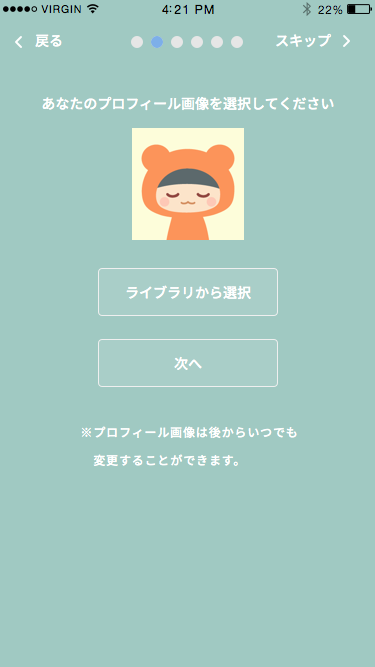 VIRGIN 4:21 PM 22%
戻る スキップ
あなたのプロフィール画像を選択してください
ライブラリから選択
次へ
※プロフィール画像は後からいつでも
変更することができます。